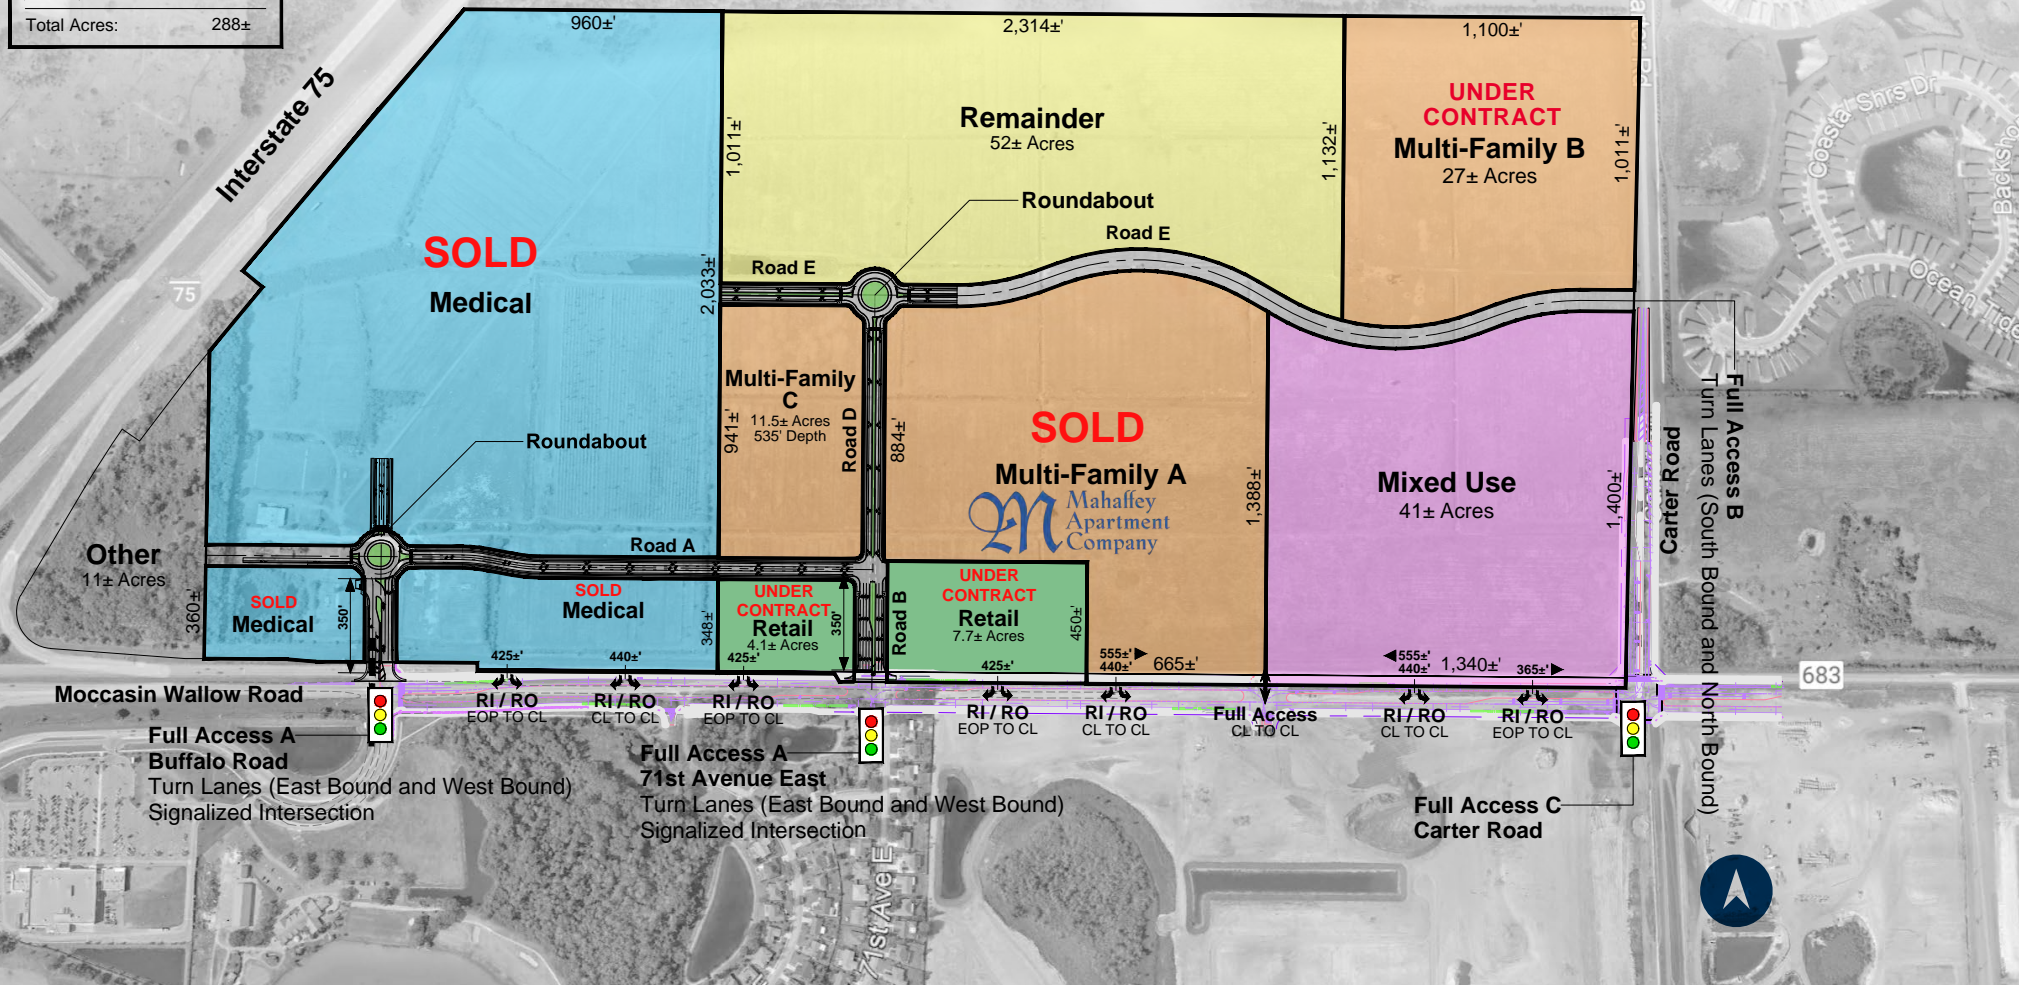 Total Acres: 288±
960±'
2,314±'
1,100±'
Interstate 75
75
1,011±'
Remainder
52± Acres
1,132±'
UNDER
CONTRACT
Multi-Family B
27± Acres
1,011±'
Coastal Shrs Dr
Roundabout
Road E
Road E
SOLD
Medical
2,033±'
Multi-Family
C
11.5± Acres
535' Depth
941±'
Road D
884±'
SOLD
Multi-Family A
Mahaffey
Apartment
Company
1,388±'
Mixed Use
41± Acres
1,400±'
Carter Road
Full Access B
Turn Lanes (South Bound and North Bound)
Roundabout
Road A
Other
11± Acres
360±'
SOLD
Medical
350'
SOLD
Medical
348±'
UNDER
CONTRACT
Retail
4.1± Acres
350'
Road B
UNDER
CONTRACT
Retail
7.7± Acres
450±'
425±'
440±'
425±'
425±'
555±'
440±'
665±'
555±'
440±'
1,340±'
365±'
683
Moccasin Wallow Road
RI / RO
EOP TO CL
RI / RO
CL TO CL
RI / RO
EOP TO CL
RI / RO
EOP TO CL
RI / RO
CL TO CL
Full Access
CL TO CL
RI / RO
CL TO CL
RI / RO
EOP TO CL
Full Access A
Buffalo Road
Turn Lanes (East Bound and West Bound)
Signalized Intersection
Full Access A
71st Avenue East
Turn Lanes (East Bound and West Bound)
Signalized Intersection
Full Access C
Carter Road
71st Ave E